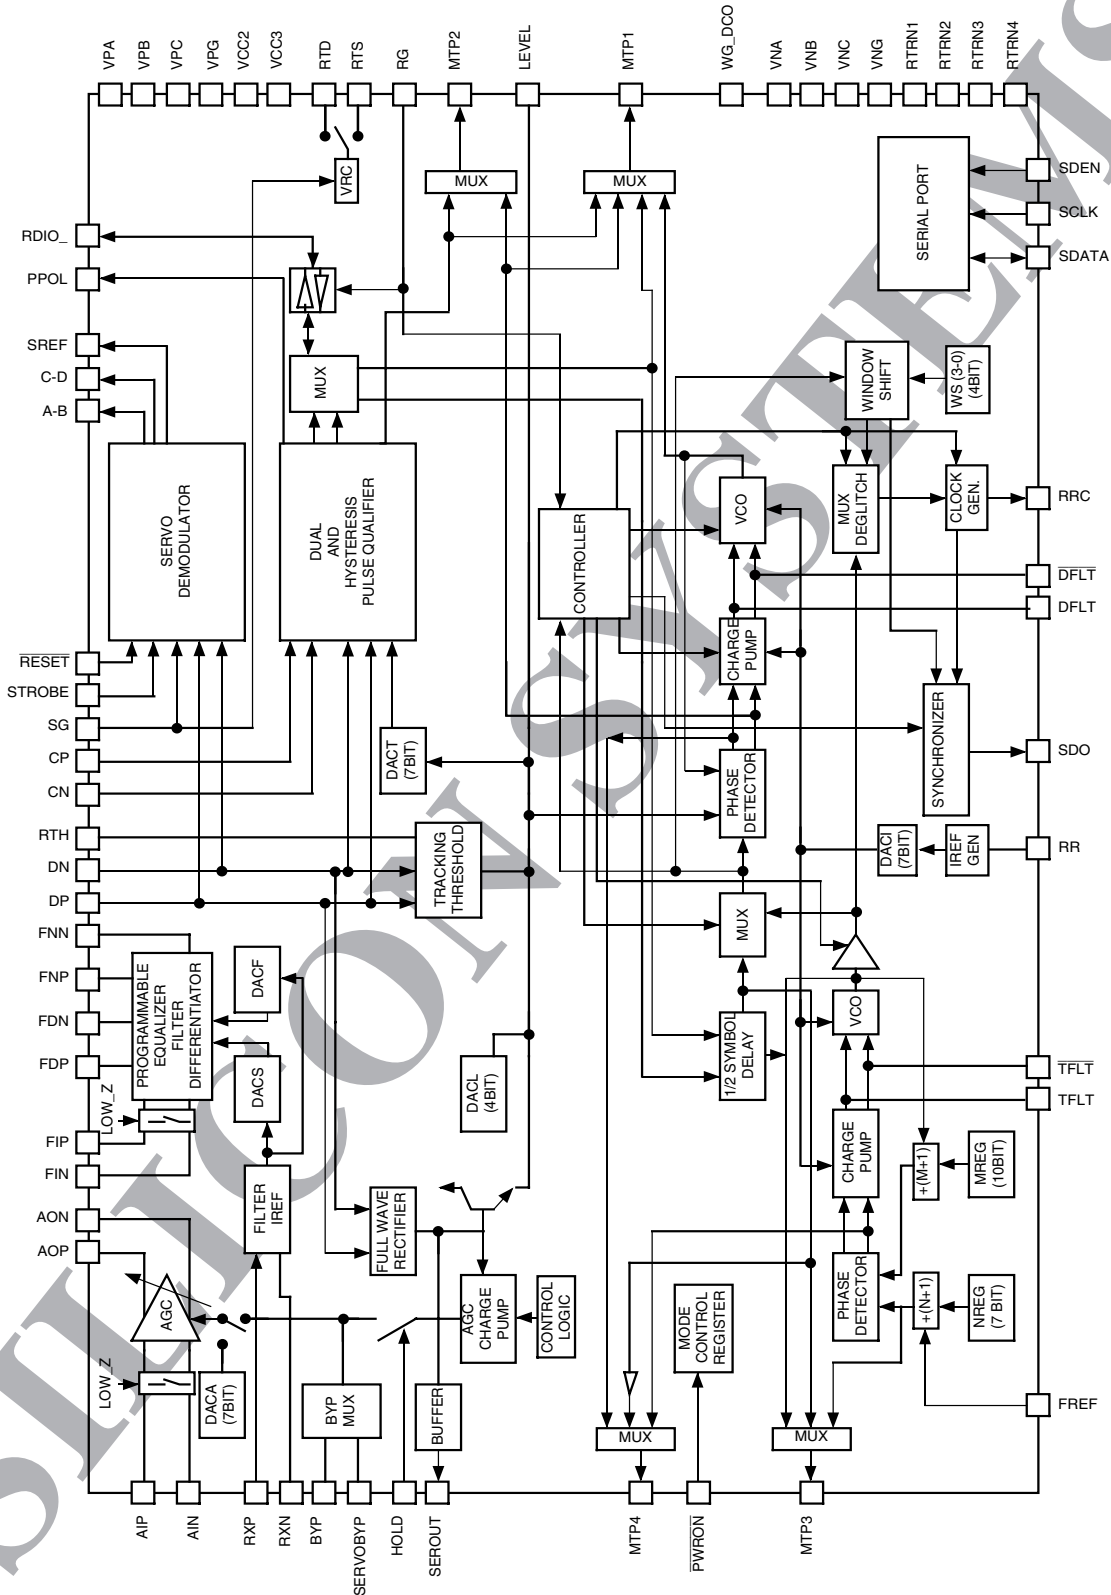 VPA
VPB
VPC
VPG
VCC2
VCC3
RTD
RTS
RG
MTP2
LEVEL
MTP1
WG_DCO
VNA
VNB
VNC
VNG
RTRN1
RTRN2
RTRN3
RTRN4
RDIO_
PPOL
SREF
C-D
A-B
RESET
STROBE
SG
CP
CN
RTH
DN
DP
FNN
FNP
FDN
FDP
FIP
FIN
AON
AOP
VRC
MUX
MUX
SERIAL PORT
SDEN
SCLK
SDATA
MUX
SERVO
DEMODULATOR
DUAL
AND
HYSTERESIS
PULSE QUALIFIER
WINDOW
SHIFT
WS (3-0)
(4BIT)
CONTROLLER
VCO
MUX
DEGLITCH
CLOCK
GEN.
RRC
DFLT
DFLT
CHARGE
PUMP
DACT
(7BIT)
PHASE
DETECTOR
SYNCHRONIZER
SDO
TRACKING
THRESHOLD
DACI
(7BIT)
IREF
GEN
RR
MUX
PROGRAMMABLE
EQUALIZER
FILTER
DIFFERENTIATOR
DACF
DACS
LOW_Z
DACL
(4BIT)
1/2 SYMBOL
DELAY
VCO
TFLT
TFLT
FILTER
IREF
FULL WAVE
RECTIFIER
CHARGE
PUMP
÷(M+1)
MREG
(10BIT)
AGC
LOW_Z
DACA
(7BIT)
BYP
MUX
BUFFER
AGC
CHARGE
PUMP
CONTROL
LOGIC
MODE
CONTROL
REGISTER
PHASE
DETECTOR
÷(N+1)
NREG
(7 BIT)
MUX
MUX
FREF
AIP
AIN
RXP
RXN
BYP
SERVOBYP
HOLD
SEROUT
MTP4
PWRON
MTP3
SILICON SYSTEMS